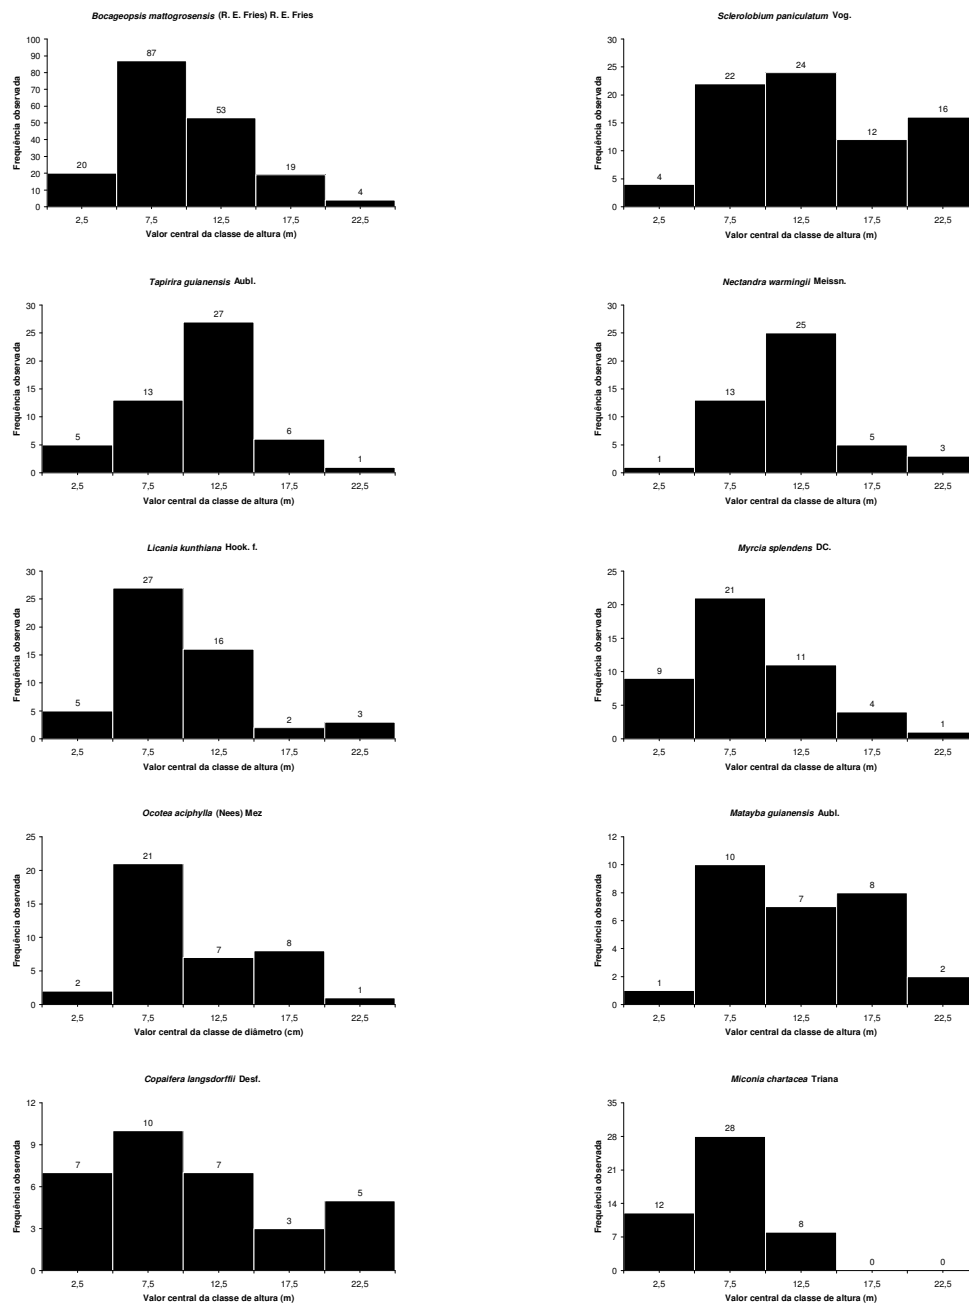 Bocageopsis mattogrosensis (R. E. Fries) R. E. Fries
Frequência observada
100
90
80
70
60
50
40
30
20
10
0
20
87
53
19
4
2,5 7,5 12,5 17,5 22,5
Valor central da classe de altura (m)
Sclerolobium paniculatum Vog.
Frequência observada
30
25
20
15
10
5
0
4
22
24
12
16
2,5 7,5 12,5 17,5 22,5
Valor central da classe de altura (m)
Tapirira guianensis Aubl.
Frequência observada
30
25
20
15
10
5
0
5
13
27
6
1
2,5 7,5 12,5 17,5 22,5
Valor central da classe de altura (m)
Nectandra warmingii Meissn.
Frequência observada
30
25
20
15
10
5
0
1
13
25
5
3
2,5 7,5 12,5 17,5 22,5
Valor central da classe de altura (m)
Licania kunthiana Hook. f.
Frequência observada
30
25
20
15
10
5
0
5
27
16
2
3
2,5 7,5 12,5 17,5 22,5
Valor central da classe de altura (m)
Myrcia splendens DC.
Frequência observada
25
20
15
10
5
0
9
21
11
4
1
2,5 7,5 12,5 17,5 22,5
Valor central da classe de altura (m)
Ocotea aciphylla (Nees) Mez
Frequência observada
25
20
15
10
5
0
2
21
7
8
1
2,5 7,5 12,5 17,5 22,5
Valor central da classe de diâmetro (cm)
Matayba guianensis Aubl.
Frequência observada
12
10
8
6
4
2
0
1
10
7
8
2
2,5 7,5 12,5 17,5 22,5
Valor central da classe de altura (m)
Copaifera langsdorffii Desf.
Frequência observada
12
9
6
3
0
7
10
7
3
5
2,5 7,5 12,5 17,5 22,5
Valor central da classe de altura (m)
Miconia chartacea Triana
Frequência observada
35
28
21
14
7
0
12
28
8
0
0
2,5 7,5 12,5 17,5 22,5
Valor central da classe de altura (m)